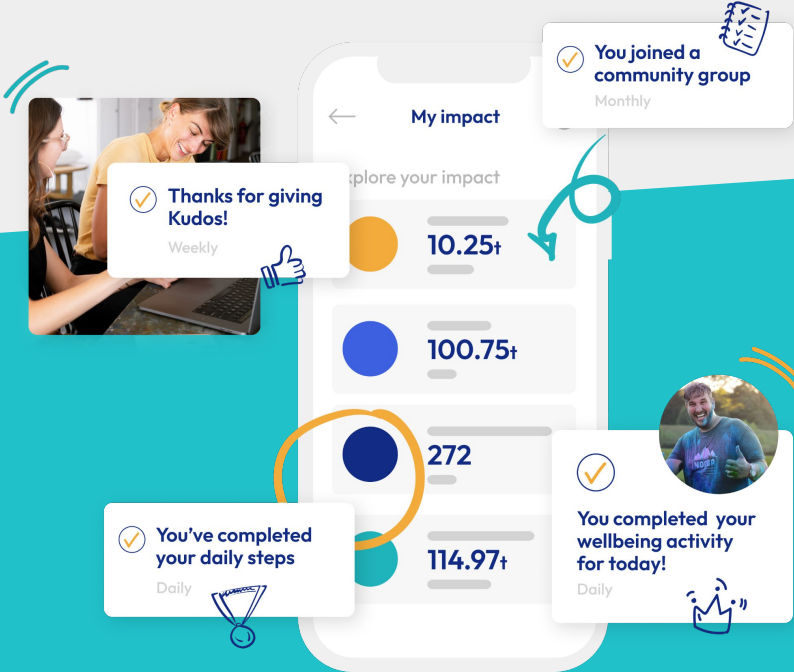 You joined a
community group
Monthly
My impact
xplore your impact
Thanks for giving
Kudos!
Weekly
10.25t
100.75t
272
You've completed
your daily steps
Daily
114.97t
You completed your
wellbeing activity
for today!
Daily